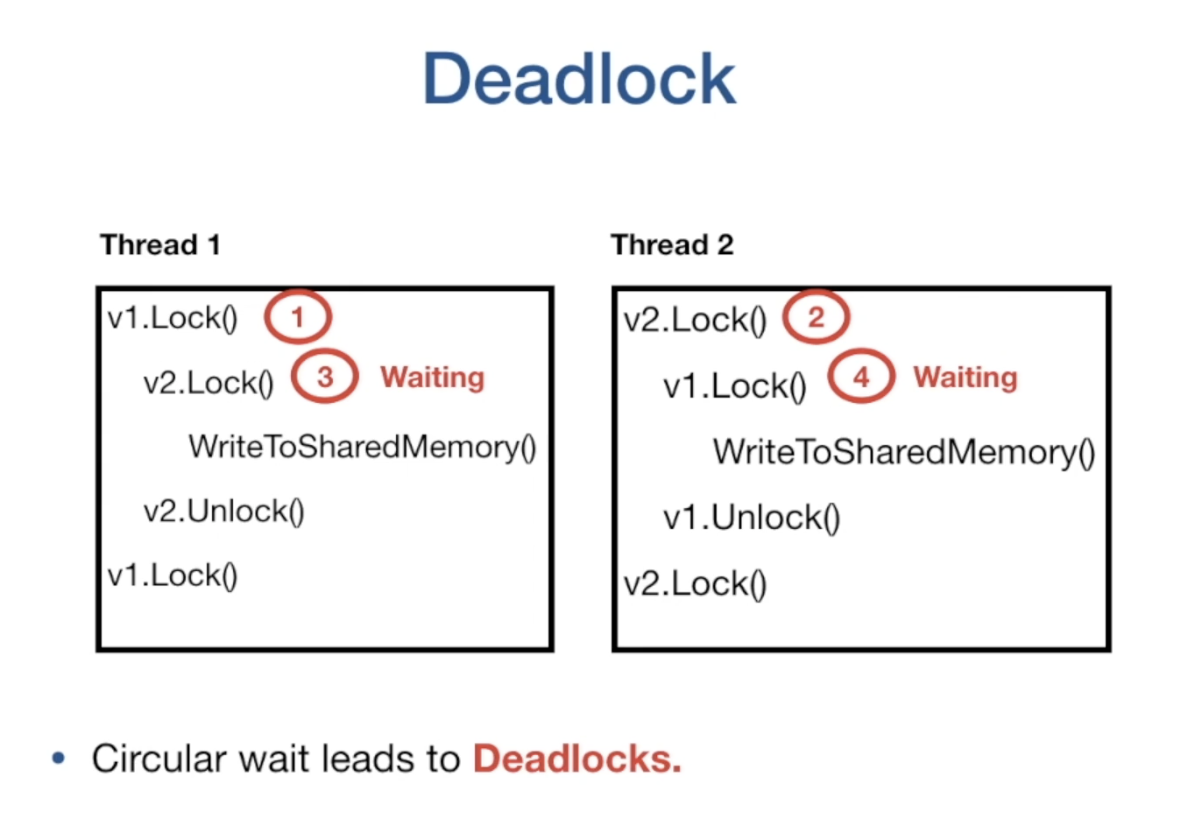 Deadlock
Thread 1
v1.Lock() 1
v2.Lock() 3 Waiting
WriteToSharedMemory()
v2.Unlock()
v1.Lock()
Thread 2
v2.Lock() 2
v1.Lock() 4 Waiting
WriteToSharedMemory()
v1.Unlock()
v2.Lock()
• Circular wait leads to Deadlocks.